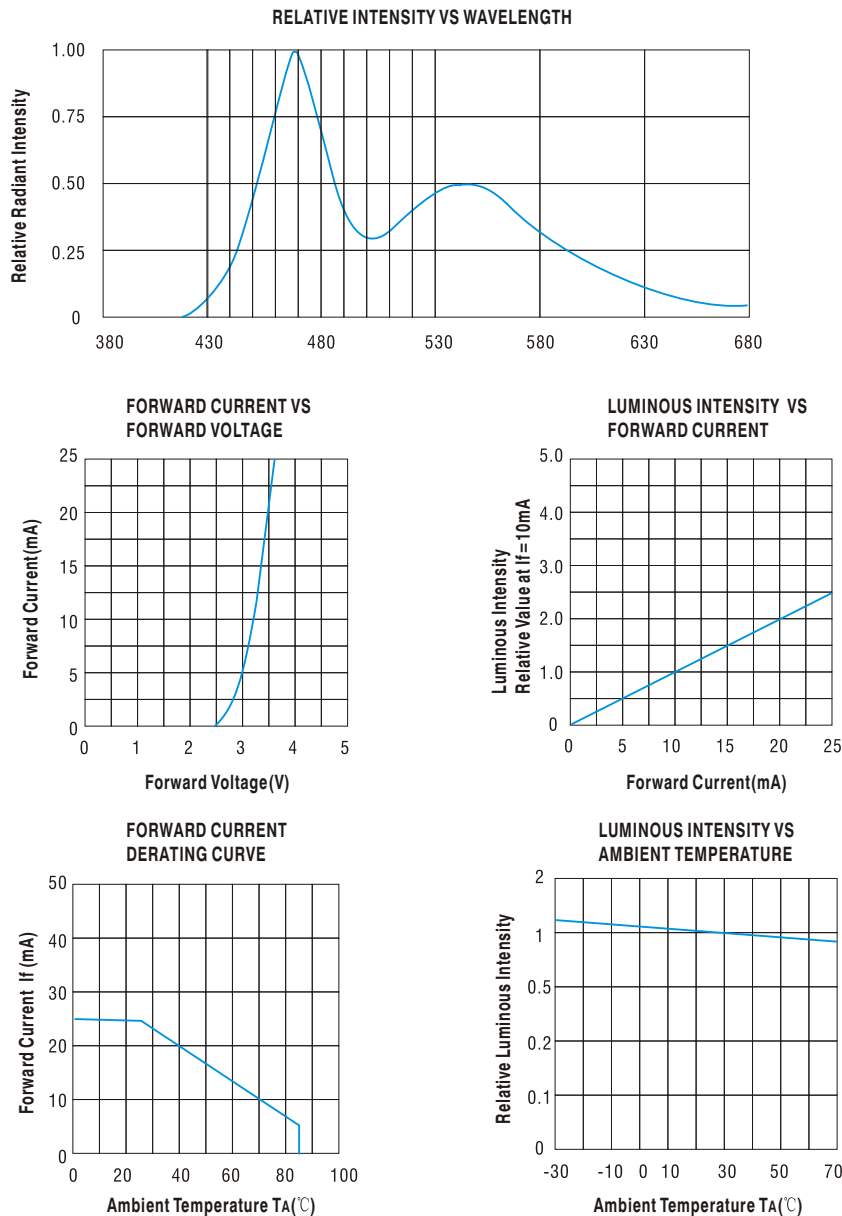 RELATIVE INTENSITY VS WAVELENGTH
Relative Radiant Intensity
1.00
0.75
0.50
0.25
0
380 430 480 530 580 630 680
FORWARD CURRENT VS
FORWARD VOLTAGE
Forward Current(mA)
25
20
15
10
5
0
0 1 2 3 4 5
Forward Voltage(V)
LUMINOUS INTENSITY VS
FORWARD CURRENT
Luminous Intensity
Relative Value at If=10mA
5.0
4.0
3.0
2.0
1.0
0
0 5 10 15 20 25
Forward Current(mA)
FORWARD CURRENT
DERATING CURVE
Forward Current If (mA)
50
40
30
20
10
0
0 20 40 60 80 100
Ambient Temperature TA(℃)
LUMINOUS INTENSITY VS
AMBIENT TEMPERATURE
Relative Luminous Intensity
2
1
0.5
0.2
0.1
0
-30 -10 0 10 30 50 70
Ambient Temperature TA(℃)